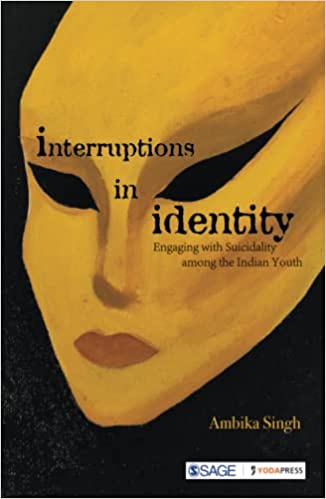 interruptions
in
identity
Engaging with Suicidality
among the Indian Youth
Ambika Singh
SAGE
YODAPRESS